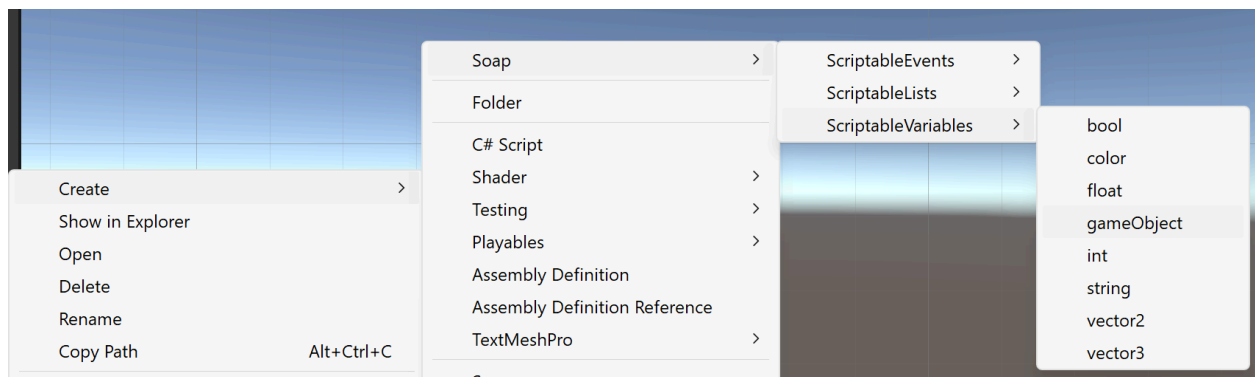 Create
Show in Explorer
Open
Delete
Rename
Copy Path Alt+Ctrl+C
Soap
Folder
C# Script
Shader
Testing
Playables
Assembly Definition
Assembly Definition Reference
TextMeshPro
ScriptableEvents
ScriptableLists
ScriptableVariables
bool
color
float
gameObject
int
string
vector2
vector3